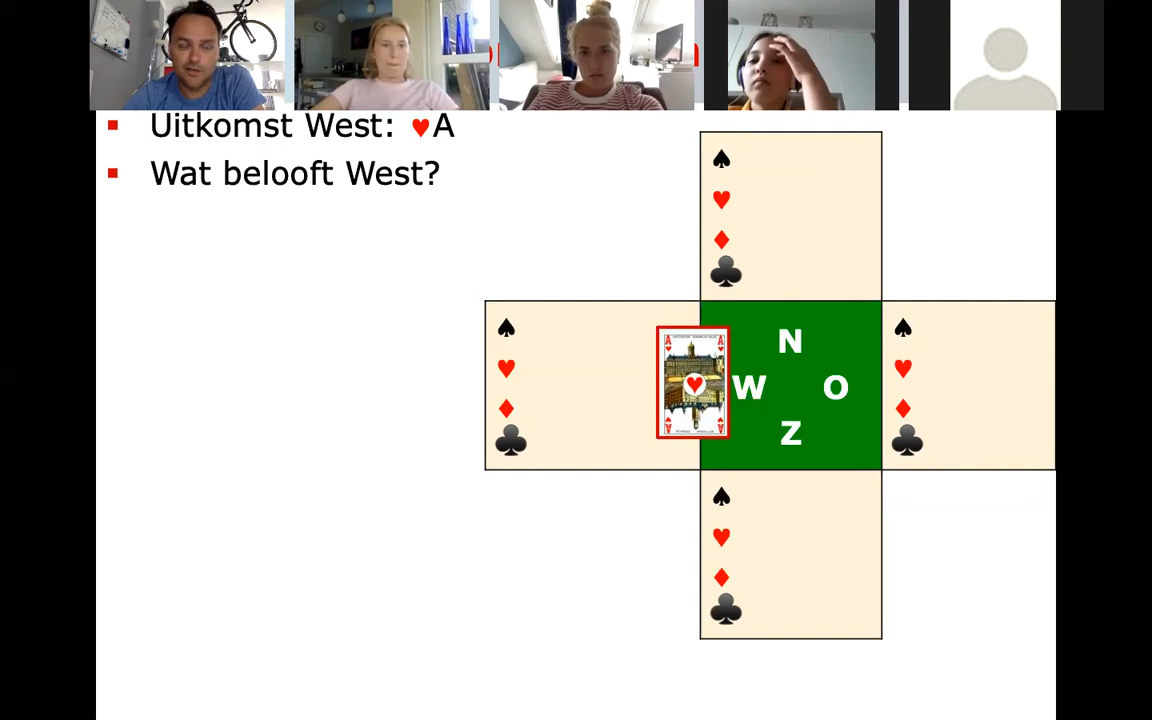 Uitkomst West: ♥A
Wat belooft West?
♠
♥
♦
♣
♠
♥
♦
♣
A A
♥
A A
N
W O
Z
♠
♥
♦
♣
♠
♥
♦
♣